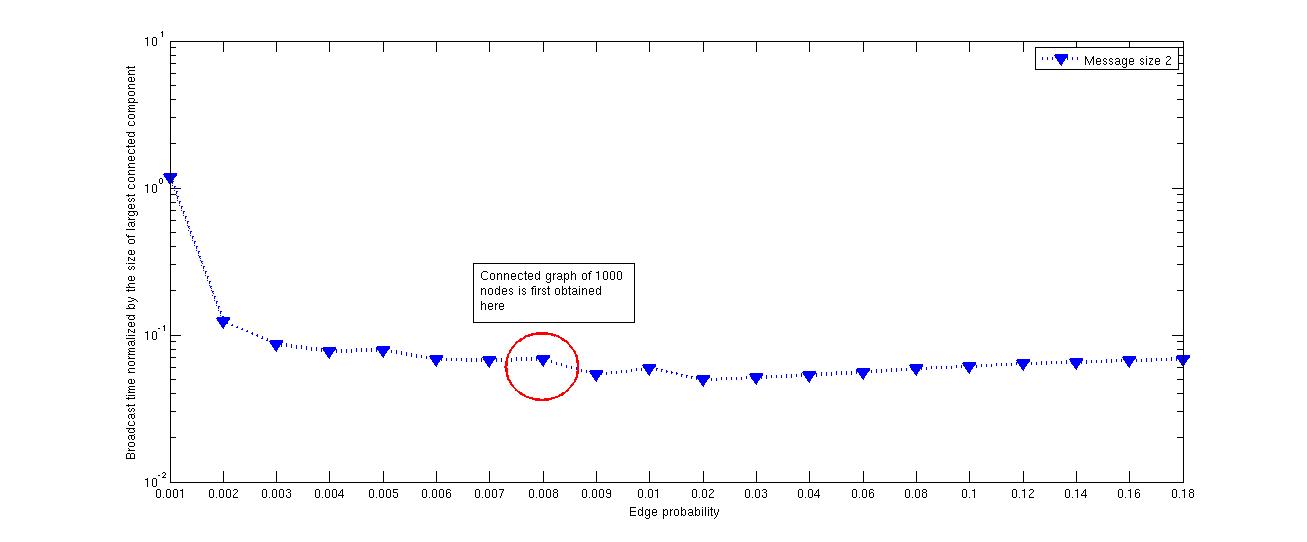 10^1
Message size 2
Broadcast time normalized by the size of largest connected component
10^0
Connected graph of 1000
nodes is first obtained
here
10^-1
10^-2
0.001 0.002 0.003 0.004 0.005 0.006 0.007 0.008 0.009 0.01 0.02 0.03 0.04 0.06 0.08 0.1 0.12 0.14 0.16 0.18
Edge probability